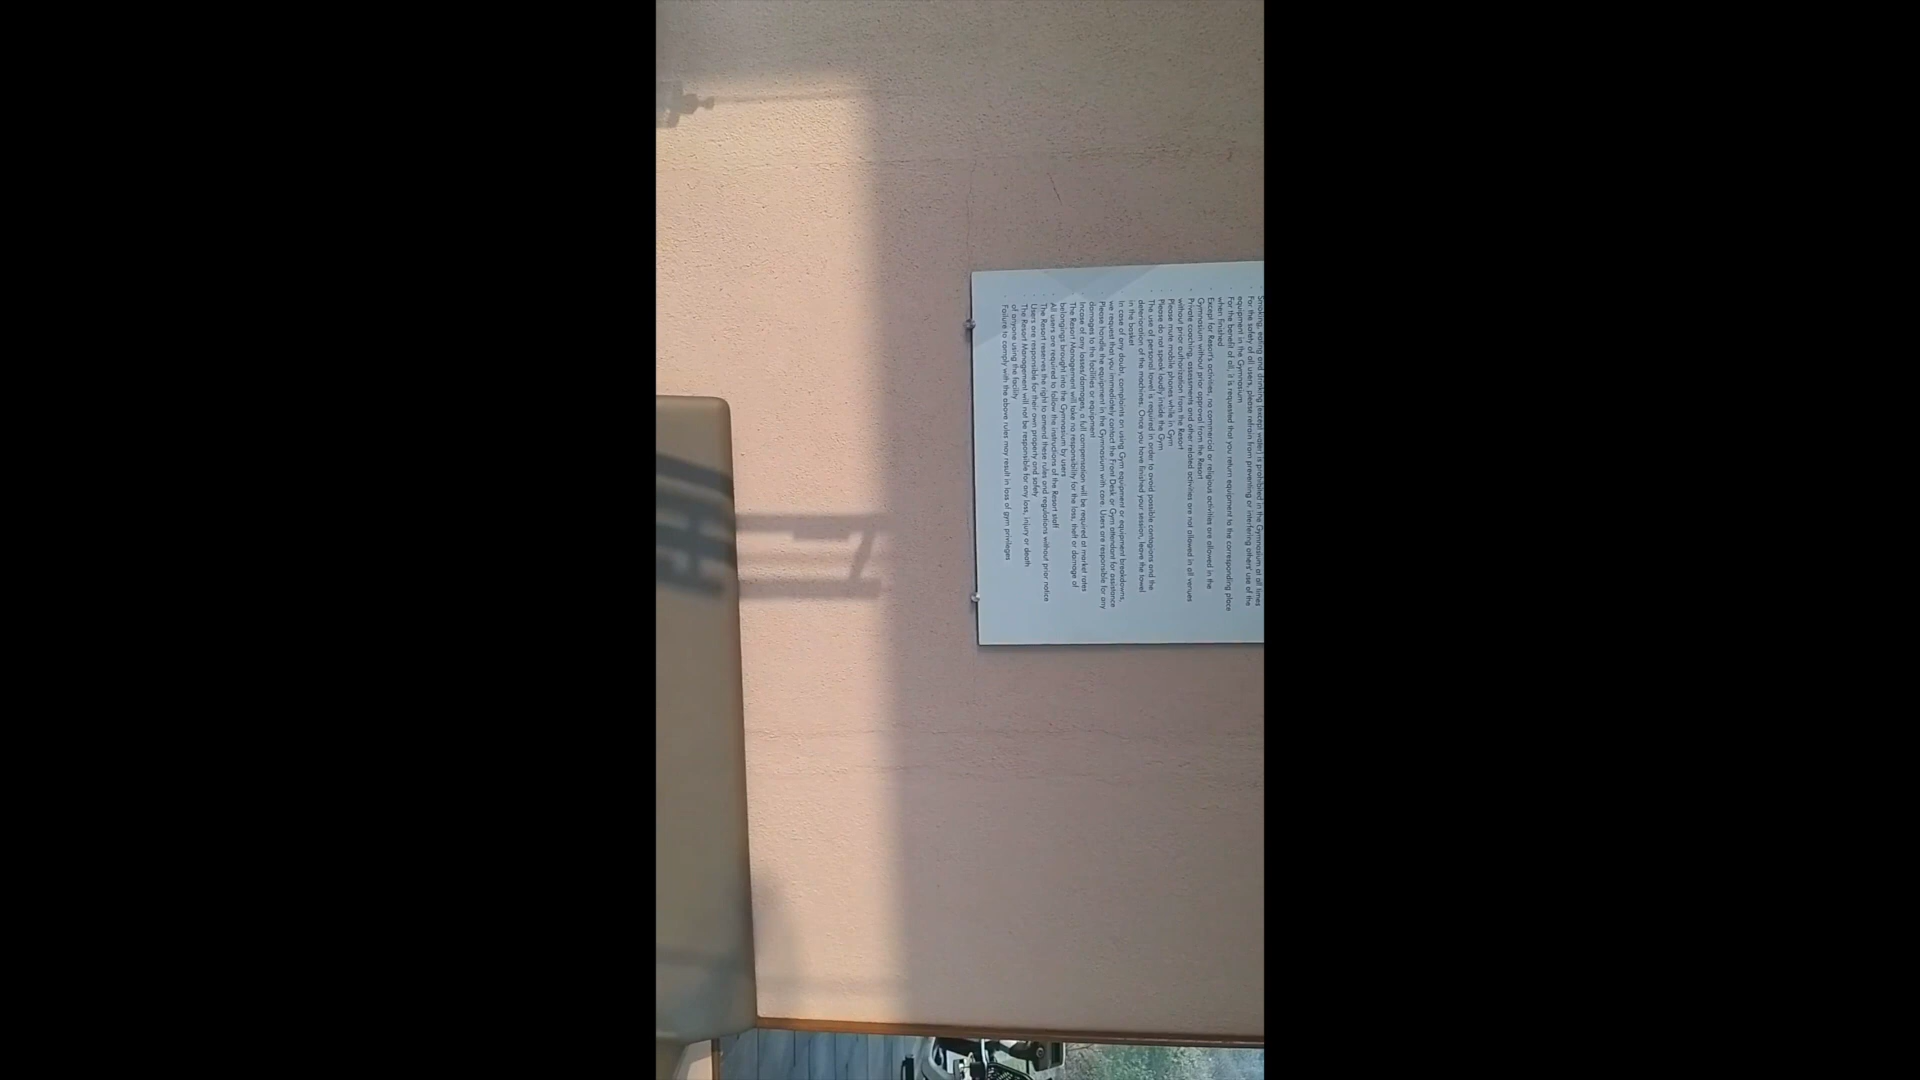 Smoking, eating and drinking (except water) is prohibited in the Gymnasium at all times
For the safety of all users, please refrain from preventing or interfering others' use of the
equipment in the Gymnasium
For the benefit of all, it is requested that you return equipment to the corresponding place
when finished
Except for Resort's activities, no commercial or religious activities are allowed in the
Gymnasium without prior approval from the Resort
Private coaching, assessments and other related activities are not allowed in all venues
without prior authorization from the Resort
Please mute mobile phones while in Gym
Please do not speak loudly inside the Gym
The use of personal towel is required in order to avoid possible contagions and the
deterioration of the machines. Once you have finished your session, leave the towel
in the basket
In case of any doubt, complaints on using Gym equipment or equipment breakdowns,
we request that you immediately contact the Front Desk or Gym attendant for assistance
Please handle the equipment in the Gymnasium with care. Users are responsible for any
damages to the facilities or equipment
Incase of any losses/damages, a full compensation will be required at market rates
The Resort Management will take no responsibility for the loss, theft or damage of
belongings brought into the Gymnasium by users
All users are required to follow the instructions of the Resort staff
The Resort reserves the right to amend these rules and regulations without prior notice
Users are responsible for their own property and safety
The Resort Management will not be responsible for any loss, injury or death
of anyone using the facility
Failure to comply with the above rules may result in loss of gym privileges